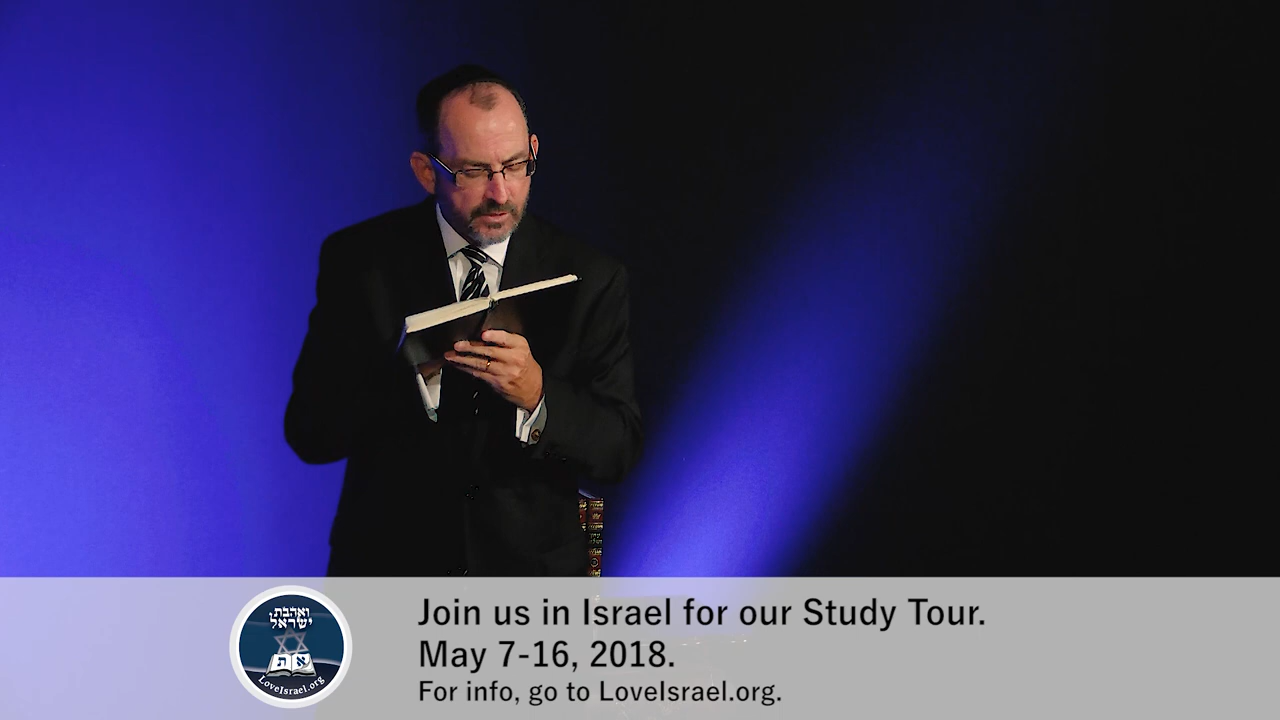 ואהבת
ישראל
א ת
LoveIsrael.org
Join us in Israel for our Study Tour.
May 7-16, 2018.
For info, go to LoveIsrael.org.